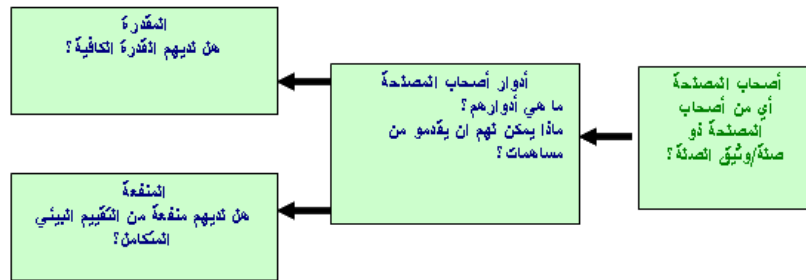 أصحاب المصلحة
أي من أصحاب
المصلحة ذو
صلة/وثيق الصلة؟
أدوار أصحاب المصلحة
ما هي أدوارهم؟
ماذا يمكن لهم ان يقدمو من
مساهمات؟
المقدرة
هل لديهم القدرة الكافية؟
المنفعة
هل لديهم منفعة من التقييم البيئي
المتكامل؟